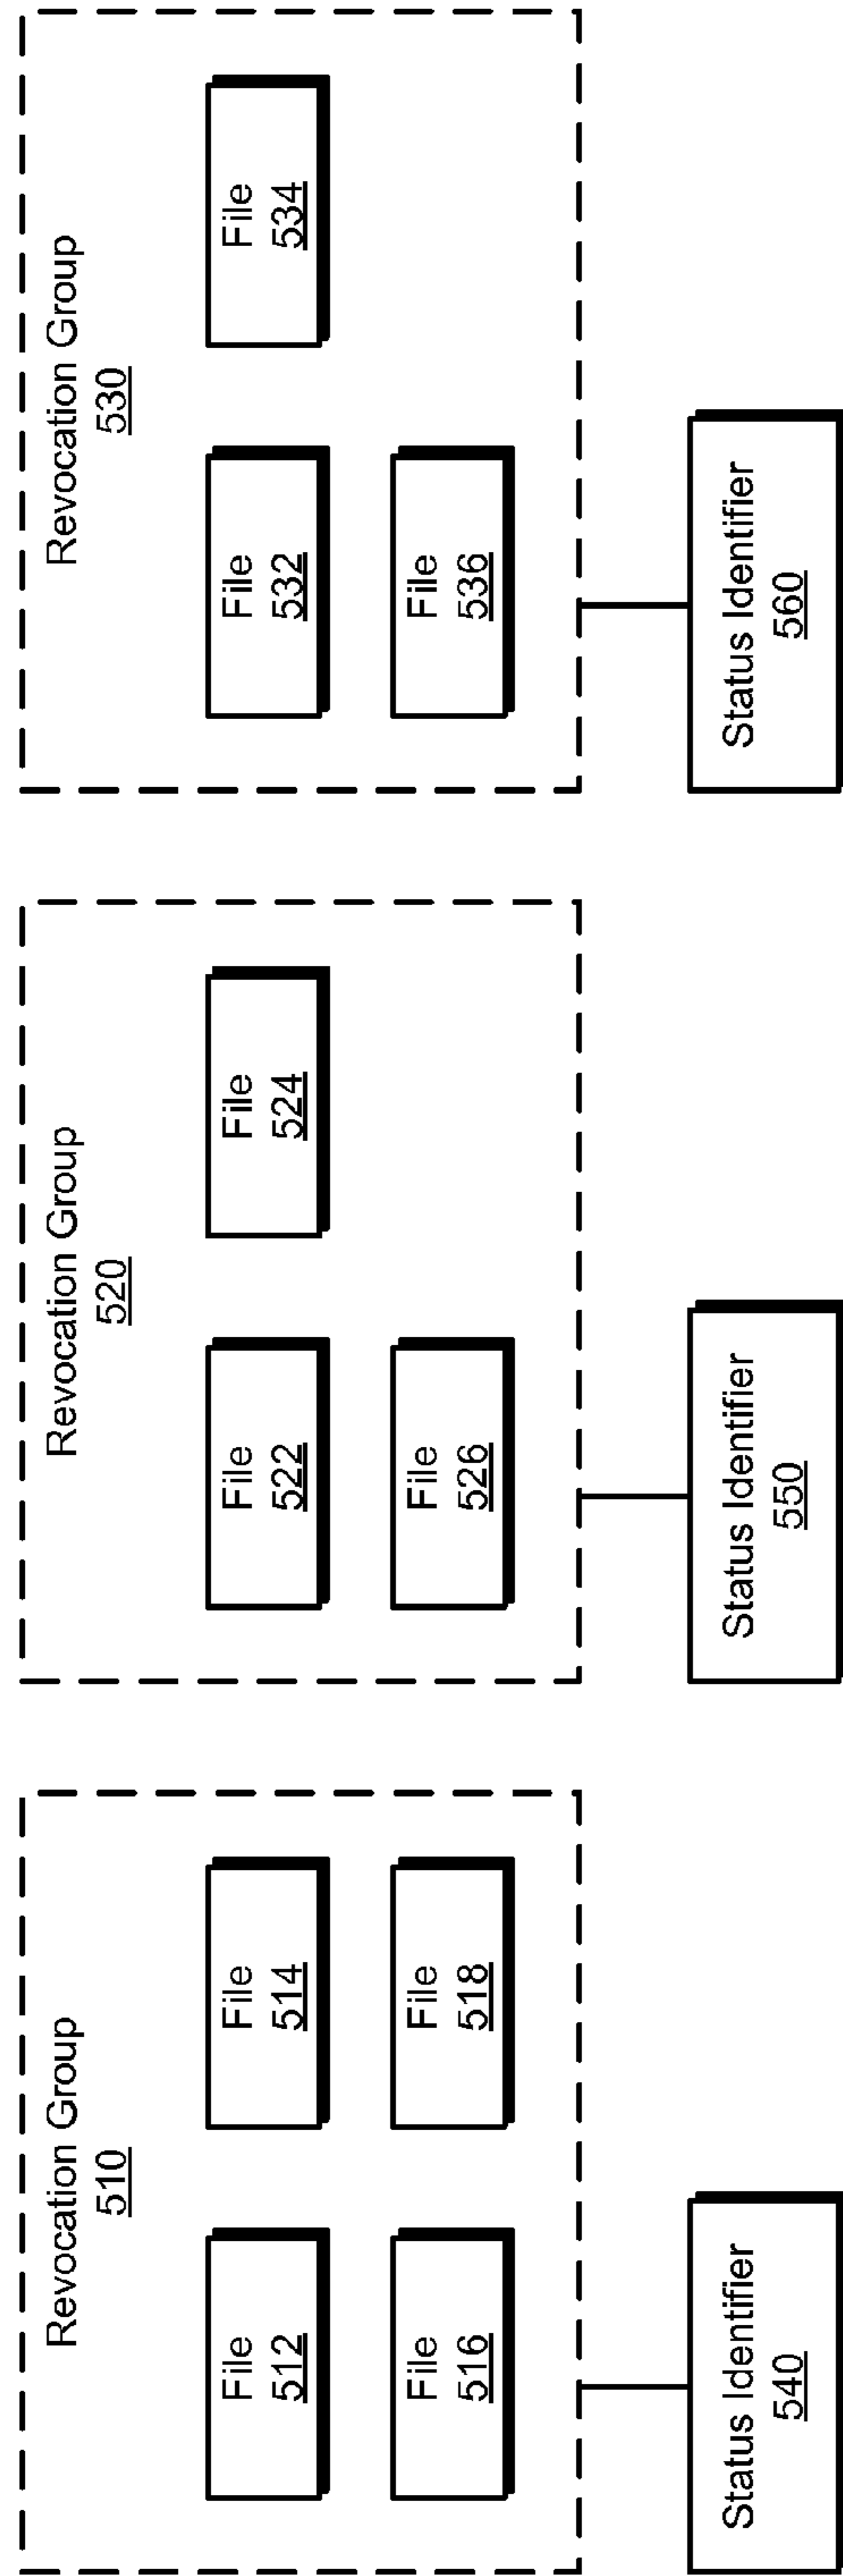 Revocation Group
510
File
512
File
514
File
516
File
518
Status Identifier
540
Revocation Group
520
File
522
File
524
File
526
Status Identifier
550
Revocation Group
530
File
532
File
534
File
536
Status Identifier
560